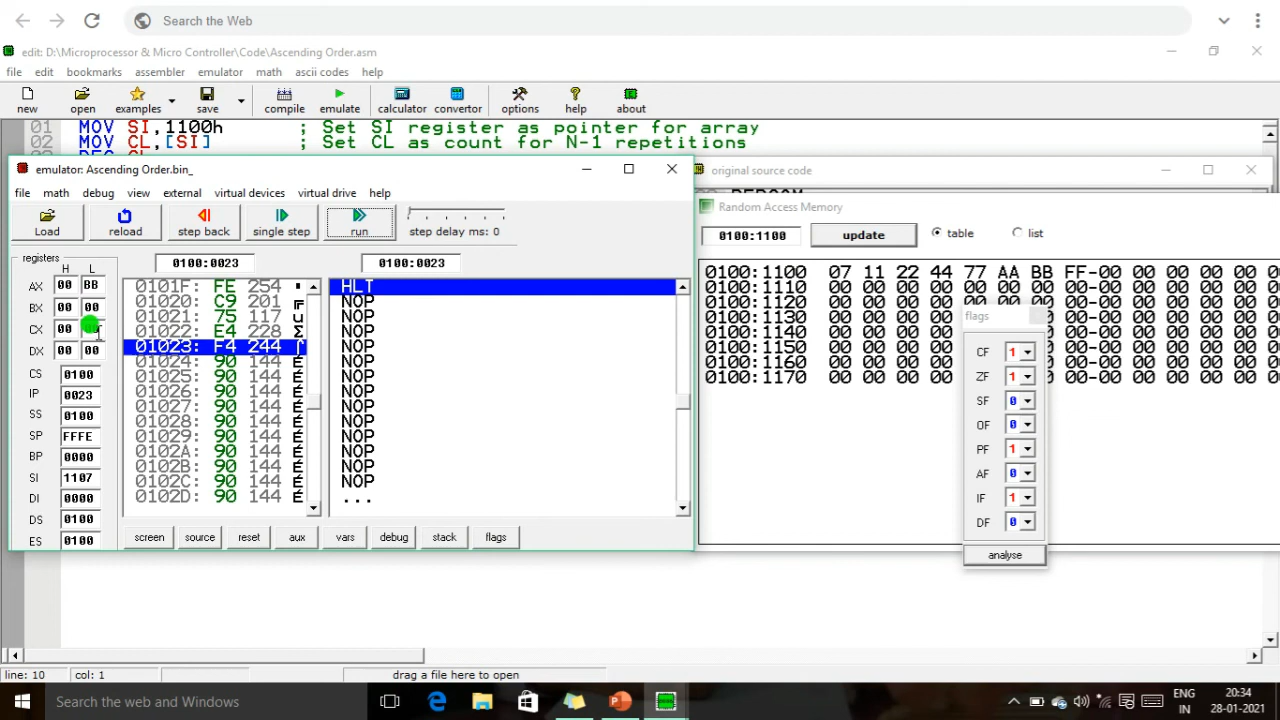 Search the Web
edit: D:\Microprocessor & Micro Controller\Code\Ascending Order.asm
file edit bookmarks assembler emulator math ascii codes help
new open examples save compile emulate calculator convertor options help about
01 MOV SI,1100h ; Set SI register as pointer for array
02 MOV CL,[SI] ; Set CL as count for N-1 repetitions
emulator: Ascending Order.bin_
file math debug view external virtual devices virtual drive help
Load reload step back single step run step delay ms: 0
registers
H L
0100:0023 0100:0023
AX 00 BB
BX 00 00
CX 00
DX 00 00
CS 0100
IP 0023
SS 0100
SP FFFE
BP 0000
SI 1107
DI 0000
DS 0100
ES 0100
0101F: FE 254
01020: C9 201
01021: 75 117
01022: E4 228 Σ
01023: F4 244 ⌠
01024: 90 144 É
01025: 90 144 É
01026: 90 144 É
01027: 90 144 É
01028: 90 144 É
01029: 90 144 É
0102A: 90 144 É
0102B: 90 144 É
0102C: 90 144 É
0102D: 90 144 É
HLT
NOP
NOP
NOP
NOP
NOP
NOP
NOP
NOP
NOP
NOP
NOP
NOP
NOP
...
screen source reset aux vars debug stack flags
original source code
Random Access Memory
0100:1100 update table list
0100:1100 07 11 22 44 77 AA BB FF-00 00 00 00 00
0100:1110 00 00 00 00 00 00 00 00-00 00 00 00 00
0100:1120 00 00 00 00 00 00 00 00-00 00 00 00 00
0100:1130 00 00 00 00 00 00 00
0100:1140 00 00 00 00 00 00 00
0100:1150 00 00 00 00 00 00 00
0100:1160 00 00 00 00 00 00 00
0100:1170 00 00 00 00 00 00 00
flags
CF 1
ZF 1
SF 0
OF 0
PF 1
AF 0
IF 1
DF 0
analyse
line: 10 col: 1 drag a file here to open
Search the web and Windows
ENG
IN
20:34
28-01-2021